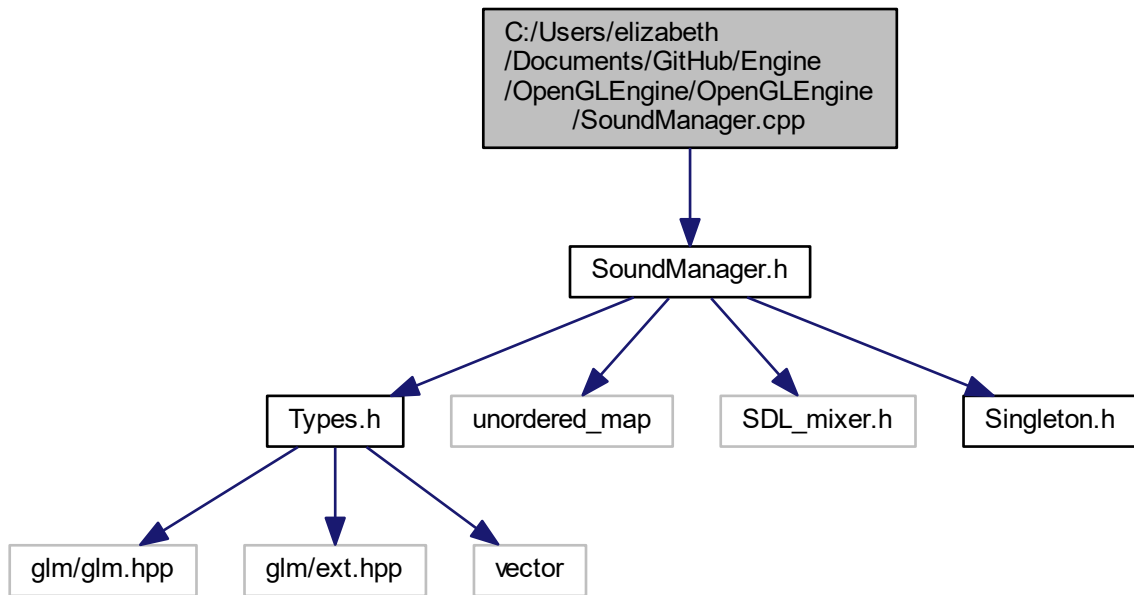 C:/Users/elizabeth
/Documents/GitHub/Engine
/OpenGLEngine/OpenGLEngine
/SoundManager.cpp
SoundManager.h
Types.h
unordered_map
SDL_mixer.h
Singleton.h
glm/glm.hpp
glm/ext.hpp
vector